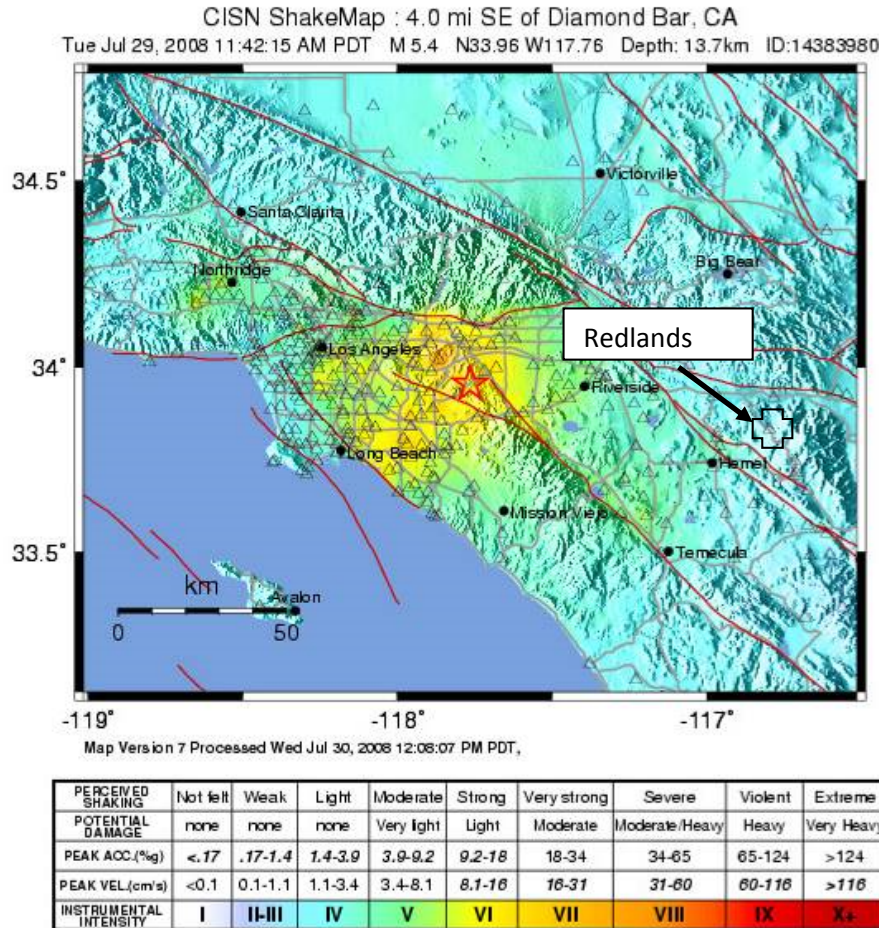 CISN ShakeMap : 4.0 mi SE of Diamond Bar, CA
Tue Jul 29, 2008 11:42:15 AM PDT M 5.4 N33.96 W117.76 Depth: 13.7km ID:14383980
34.5°
Victorville
Santa Clarita
Big Bear
Northridge
Redlands
34°
Los Angeles
Riverside
Long Beach
Hemet
Mission Viejo
33.5°
Temecula
km
Avalon
0 50
-119° -118° -117°
Map Version 7 Processed Wed Jul 30, 2008 12:08:07 PM PDT,
PERCEIVED SHAKING Not felt Weak Light Moderate Strong Very strong Severe Violent Extreme
POTENTIAL DAMAGE none none none Very light Light Moderate Moderate/Heavy Heavy Very Heavy
PEAK ACC.(%g) <.17 .17-1.4 1.4-3.9 3.9-9.2 9.2-18 18-34 34-65 65-124 >124
PEAK VEL.(cm/s) <0.1 0.1-1.1 1.1-3.4 3.4-8.1 8.1-16 16-31 31-60 60-116 >116
INSTRUMENTAL INTENSITY I II-III IV V VI VII VIII IX X+